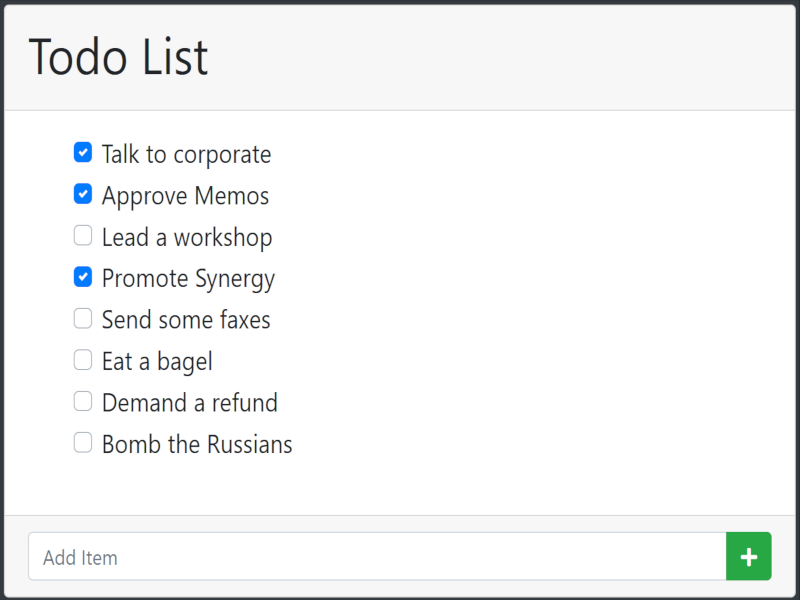 Todo List
Talk to corporate
Approve Memos
Lead a workshop
Promote Synergy
Send some faxes
Eat a bagel
Demand a refund
Bomb the Russians
Add Item